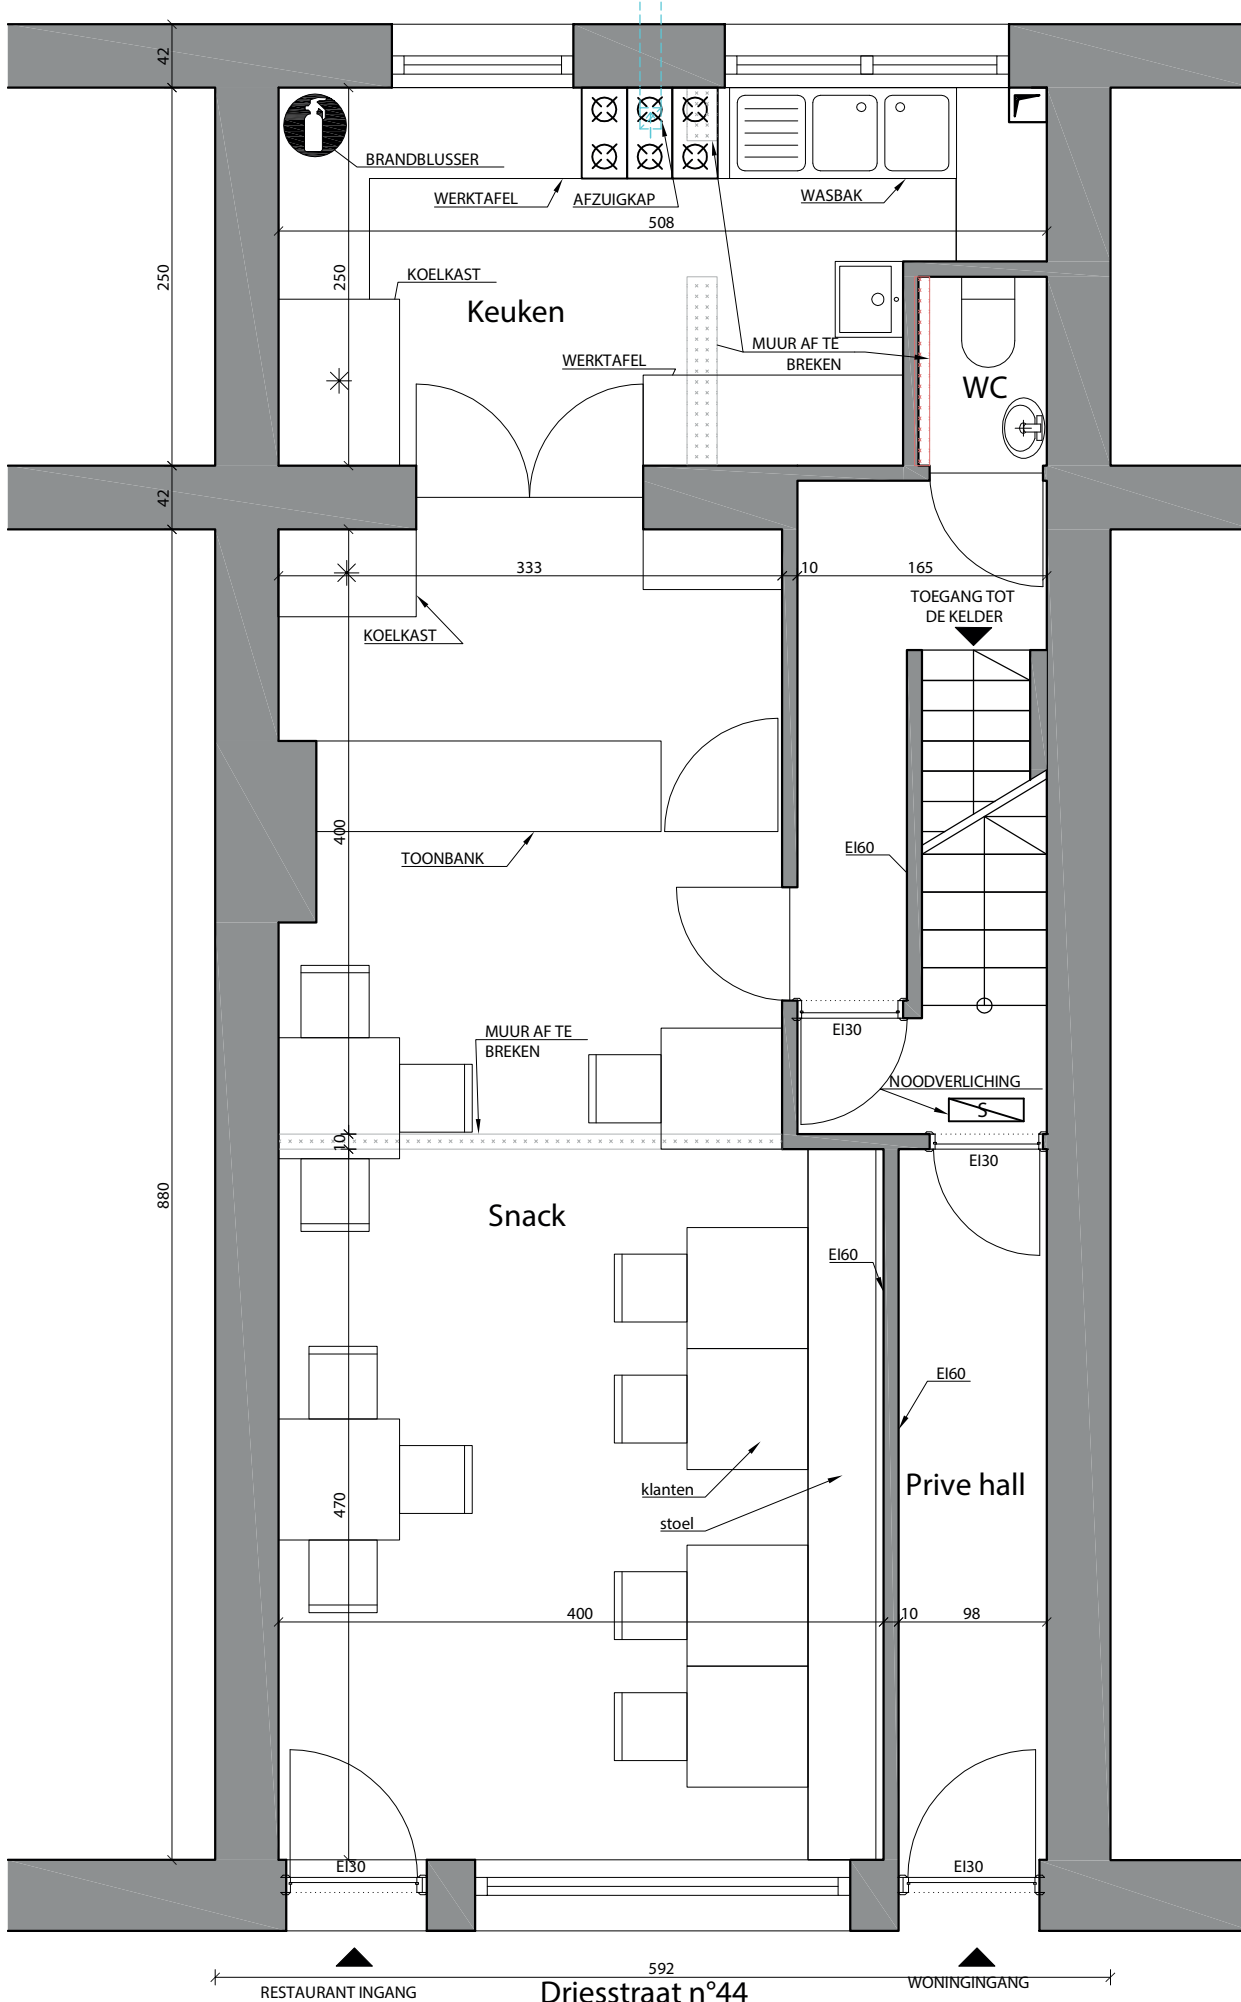 42
BRANDBLUSSER
WERKTAFEL
AFZUIGKAP
WASBAK
508
250
250
KOELKAST
Keuken
MUUR AF TE
BREKEN
WERKTAFEL
WC
42
333
10
165
TOEGANG TOT
DE KELDER
KOELKAST
400
TOONBANK
EI60
EI30
MUUR AF TE
BREKEN
NOODVERLICHING
S
10
EI30
880
Snack
EI60
EI60
klanten
Prive hall
470
stoel
400
10
98
EI30
EI30
592
RESTAURANT INGANG
Driesstraat n°44
WONINGINGANG